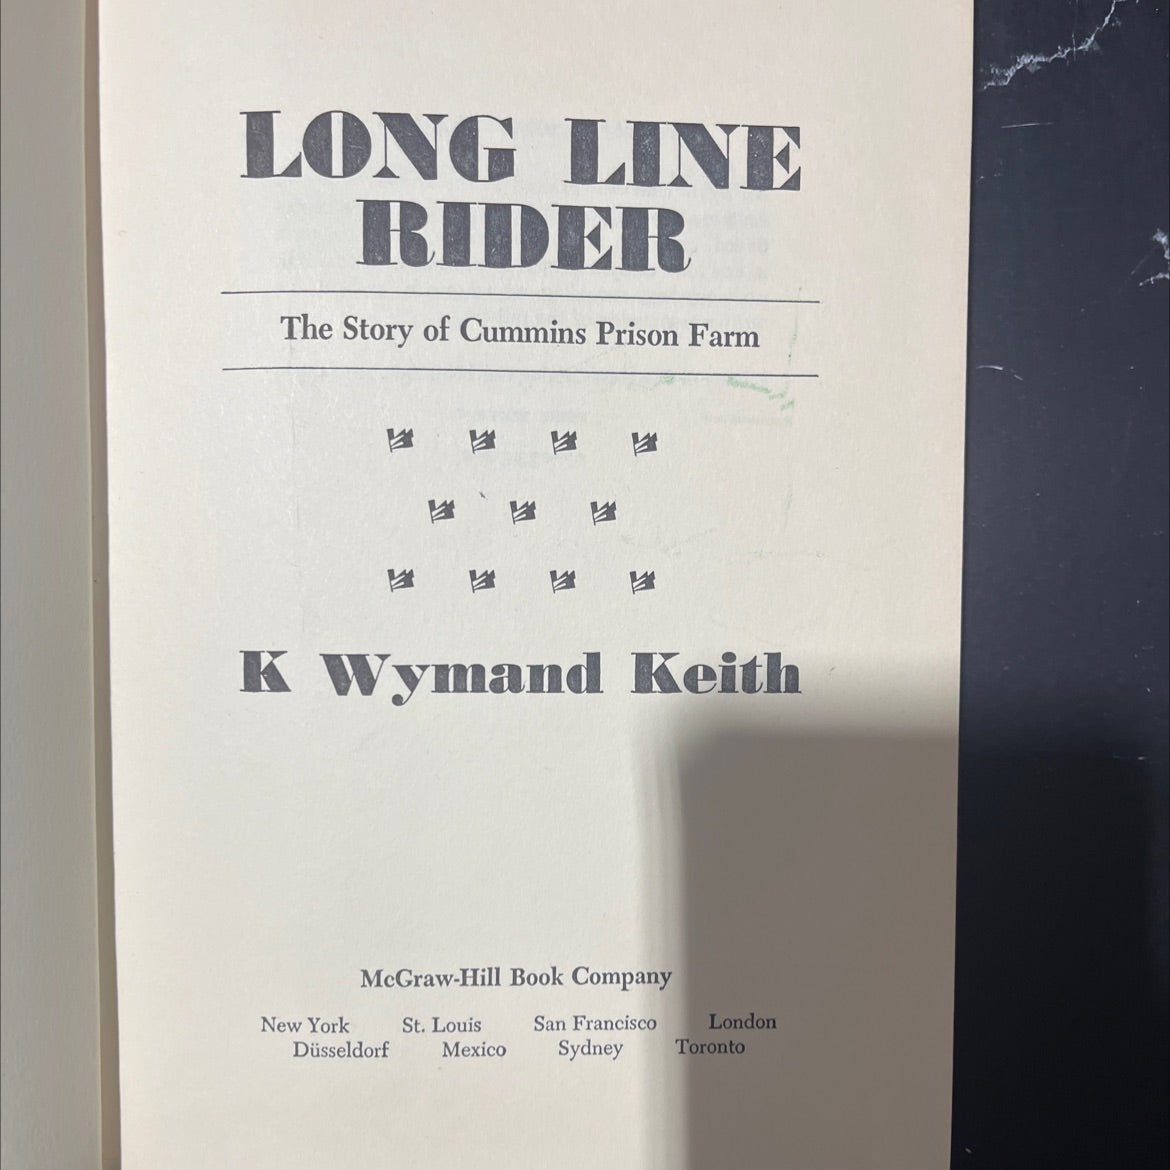 LONG LINE
RIDER
The Story of Cummins Prison Farm
K Wymand Keith
McGraw-Hill Book Company
New York St. Louis San Francisco London
Düsseldorf Mexico Sydney Toronto